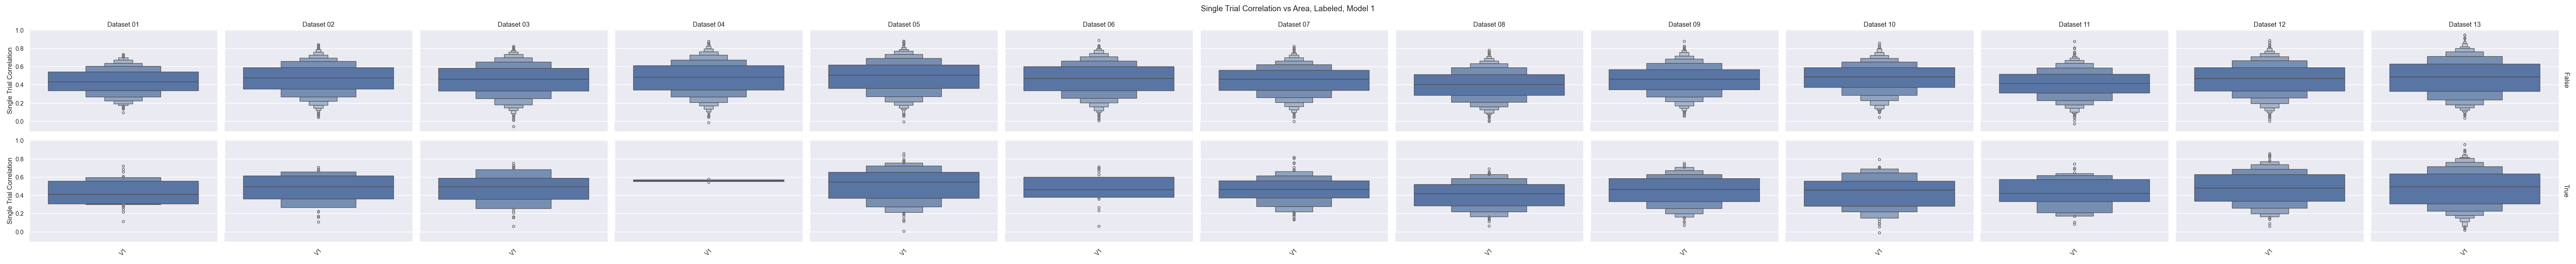 Single Trial Correlation vs Area, Labeled, Model 1
Dataset 01 Dataset 02 Dataset 03 Dataset 04 Dataset 05 Dataset 06 Dataset 07 Dataset 08 Dataset 09 Dataset 10 Dataset 11 Dataset 12 Dataset 13
Single Trial Correlation
1.0
0.8
0.6
0.4
0.2
0.0
False
Single Trial Correlation
1.0
0.8
0.6
0.4
0.2
0.0
True
V1 V1 V1 V1 V1 V1 V1 V1 V1 V1 V1 V1 V1